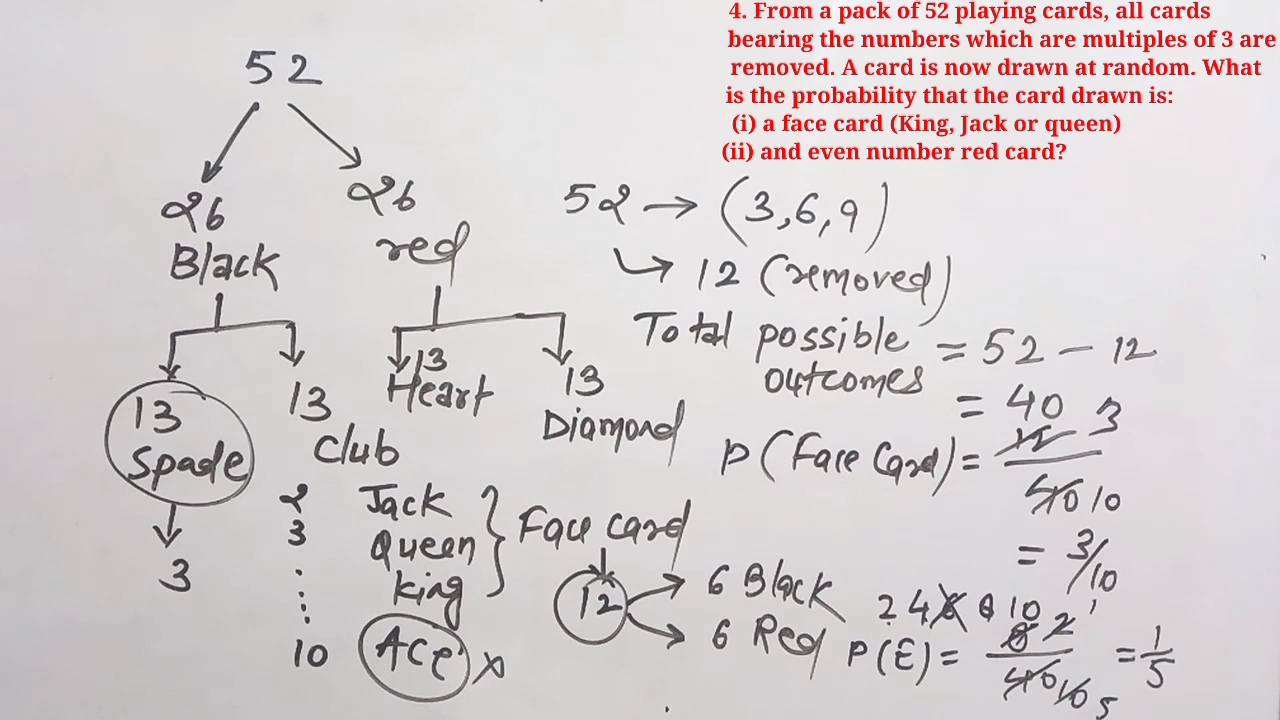 4. From a pack of 52 playing cards, all cards
bearing the numbers which are multiples of 3 are
removed. A card is now drawn at random. What
is the probability that the card drawn is:
(i) a face card (King, Jack or queen)
(ii) and even number red card?
52
26 Black
26 red
13 Spade
13 Club
13 Heart
13 Diamond
3
2
3
10
Jack
Queen
King
Face card
ACE x
12
6 Black
6 Red
52 → (3,6,9)
↳ 12 (removed)
Total possible outcomes = 52 - 12
= 40
P (Face Card) = 12 3 / 40 10
= 3/10
2 4 6 8 10
P(E) = 8 2 1 / 40 10 5 = 1/5